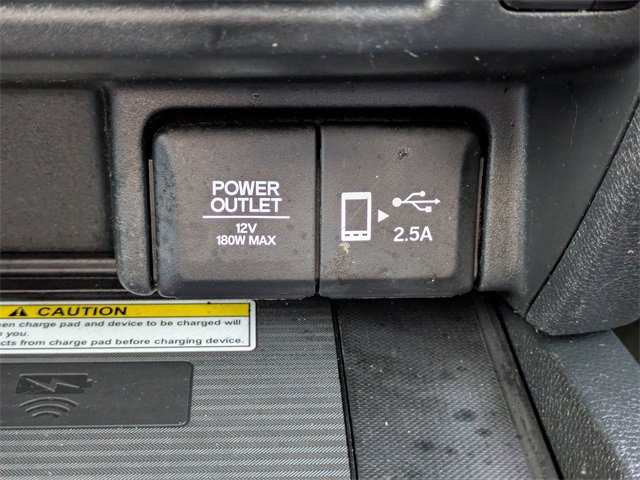 POWER
OUTLET
12V
180W MAX
2.5A
CAUTION
een charge pad and device to be charged will
you.
cts from charge pad before charging device.